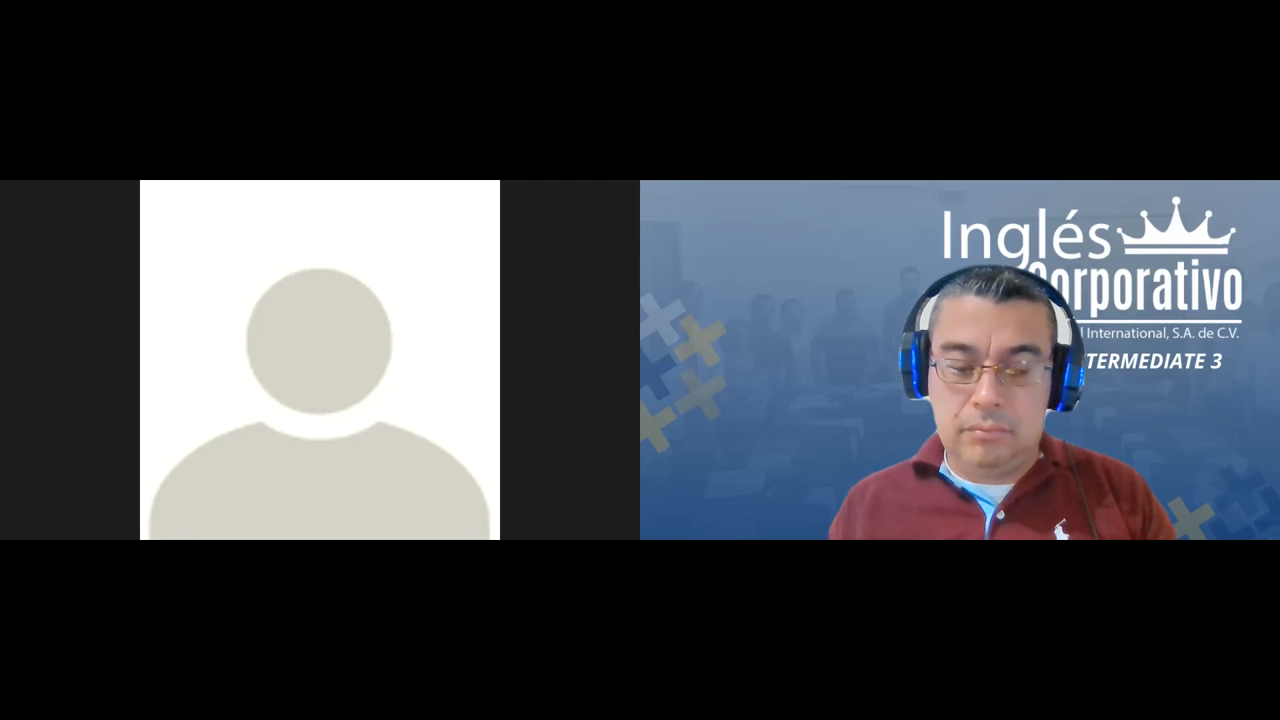 Inglés
Corporativo
International, S.A. de C.V.
TERMEDIATE 3